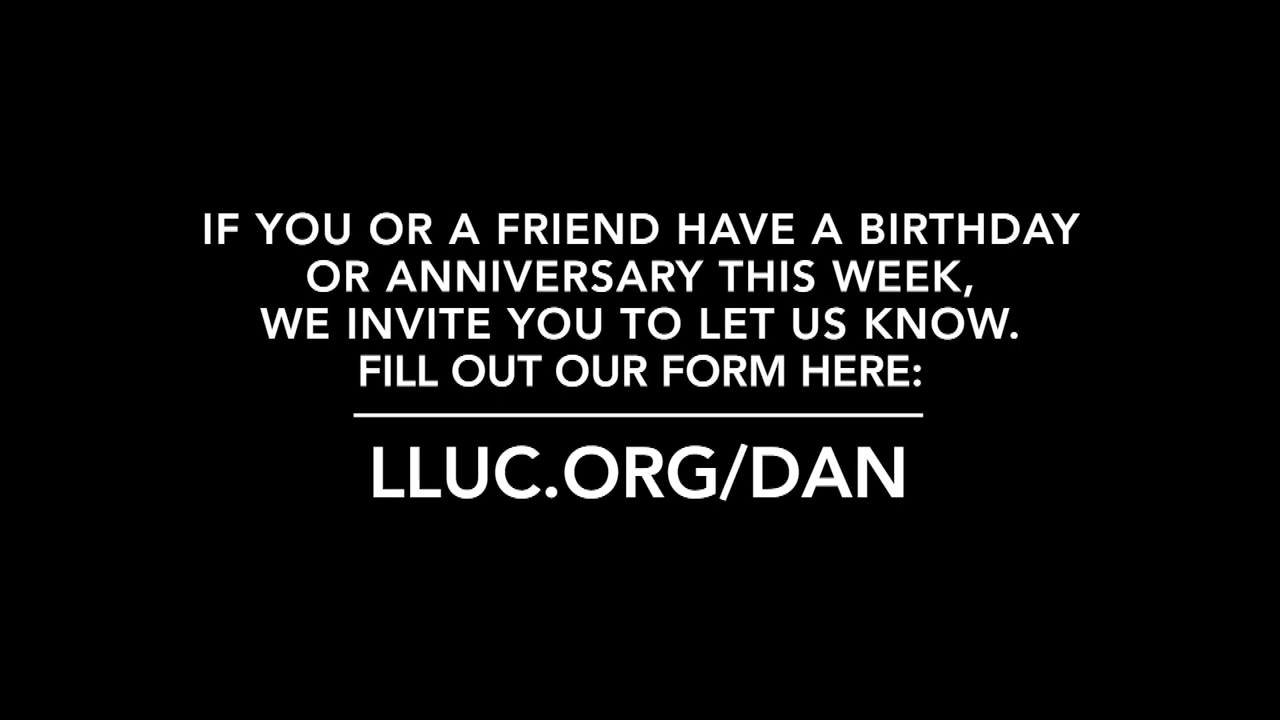 IF YOU OR A FRIEND HAVE A BIRTHDAY
OR ANNIVERSARY THIS WEEK,
WE INVITE YOU TO LET US KNOW.
FILL OUT OUR FORM HERE:
LLUC.ORG/DAN